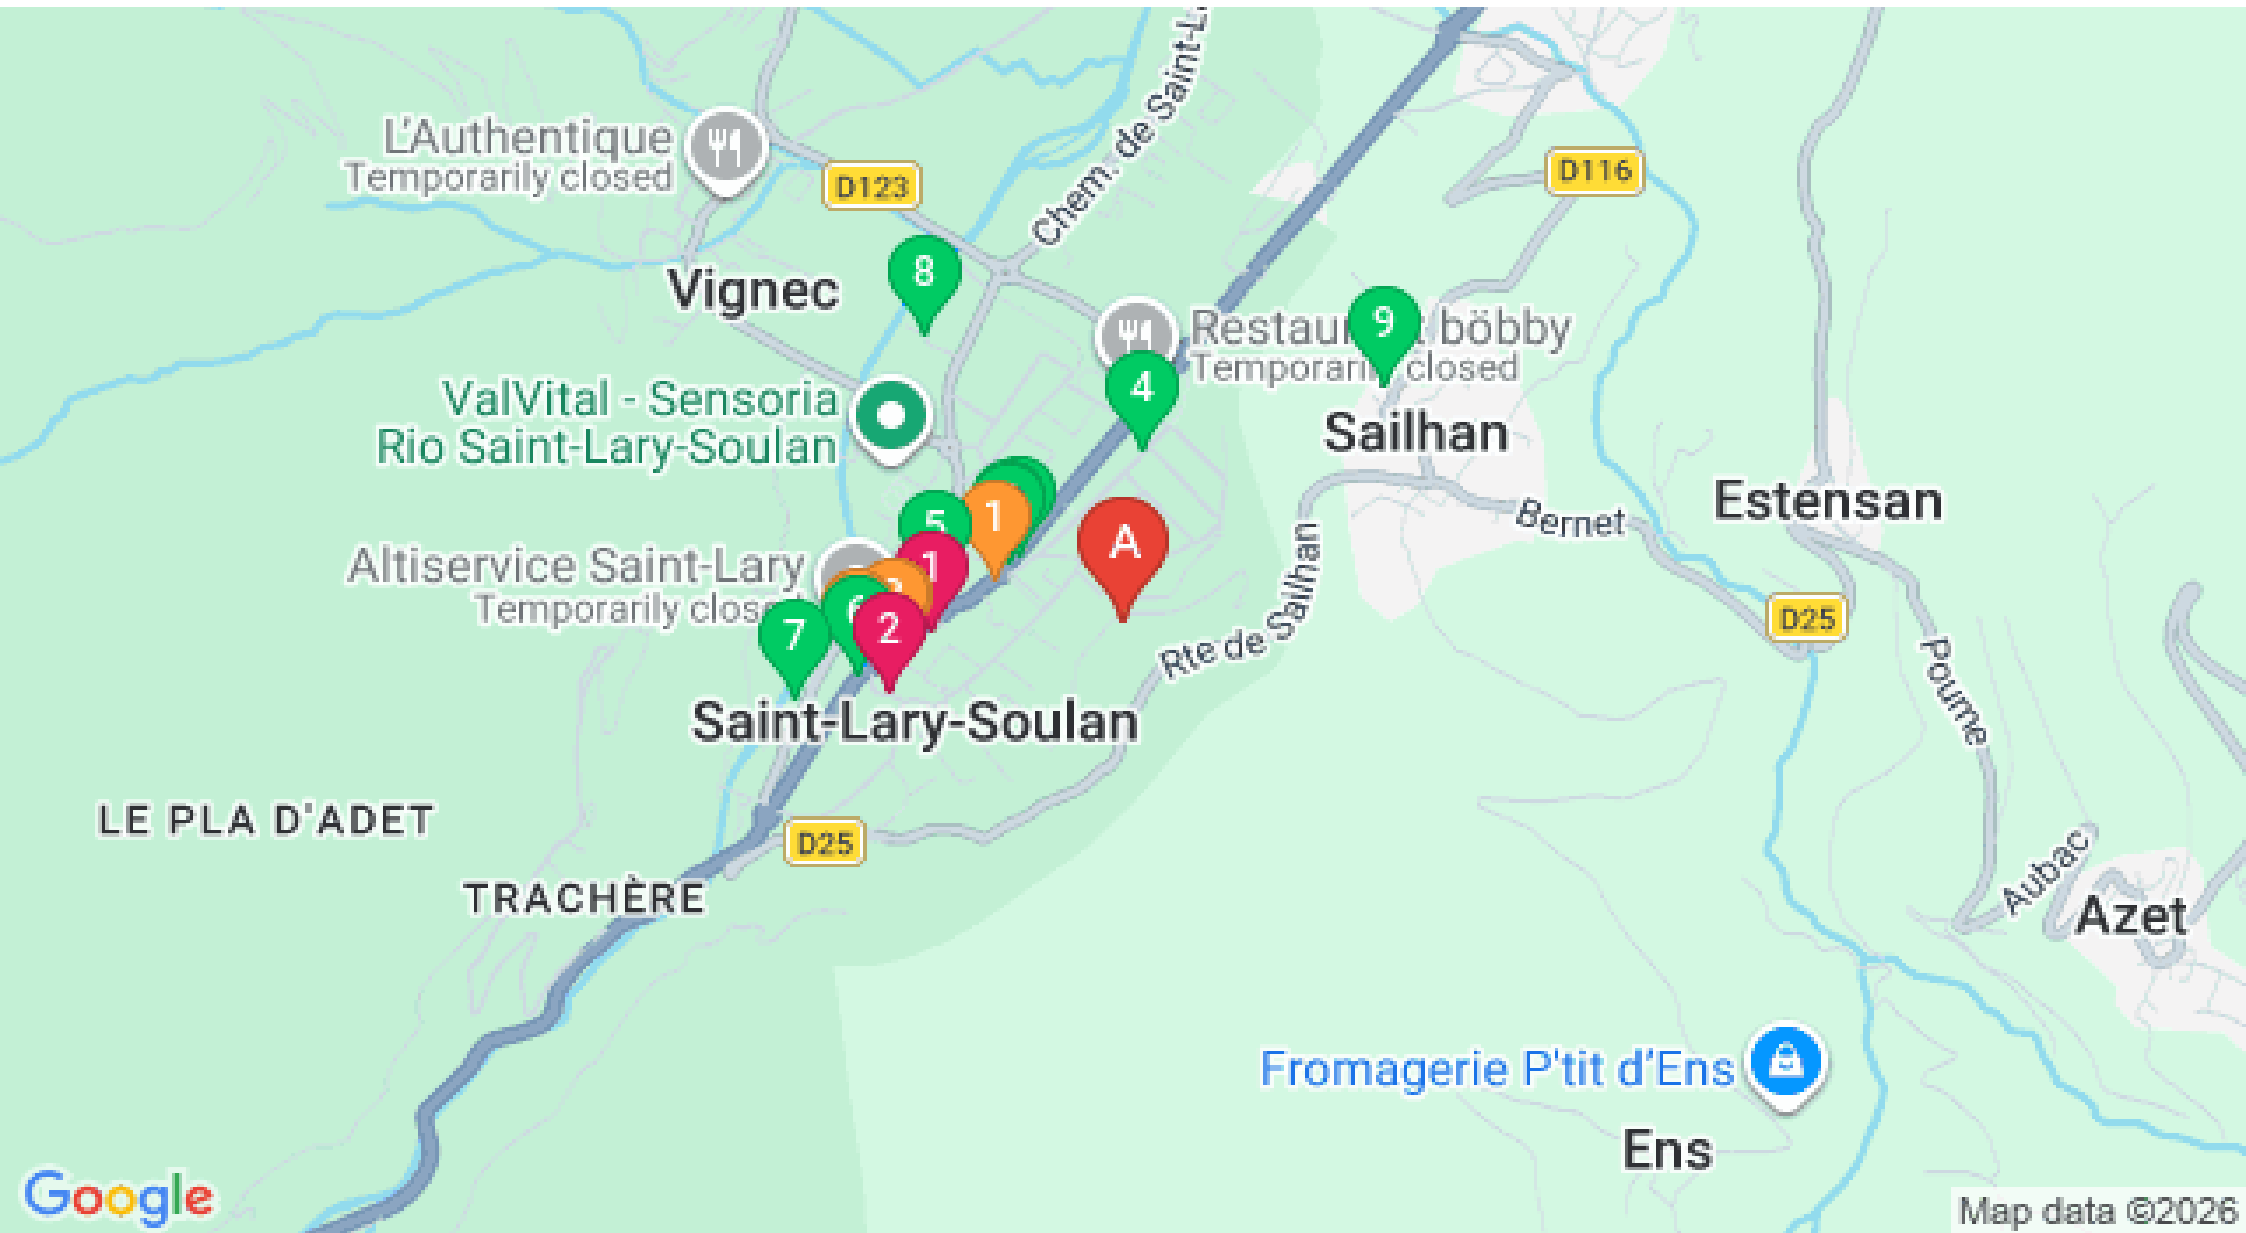 L'Authentique
Temporarily closed
D123
Chem. de Saint-L
D116
8
Vignec
9
Restau
böbby
Temporari
closed
4
ValVital - Sensoria
Rio Saint-Lary-Soulan
Sailhan
Estensan
Bernet
5
1
A
Altiservice Saint-Lary
Temporarily clos
1
6
7
2
Rte de Sailhan
D25
Poume
Saint-Lary-Soulan
LE PLA D'ADET
D25
TRACHÈRE
Aubac
Azet
Fromagerie P'tit d'Ens
Ens
Google
Map data ©2026